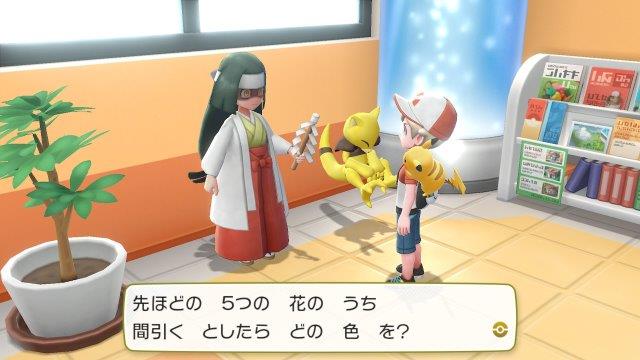 先ほどの 5つの 花の うち
間引く としたら どの 色 を?